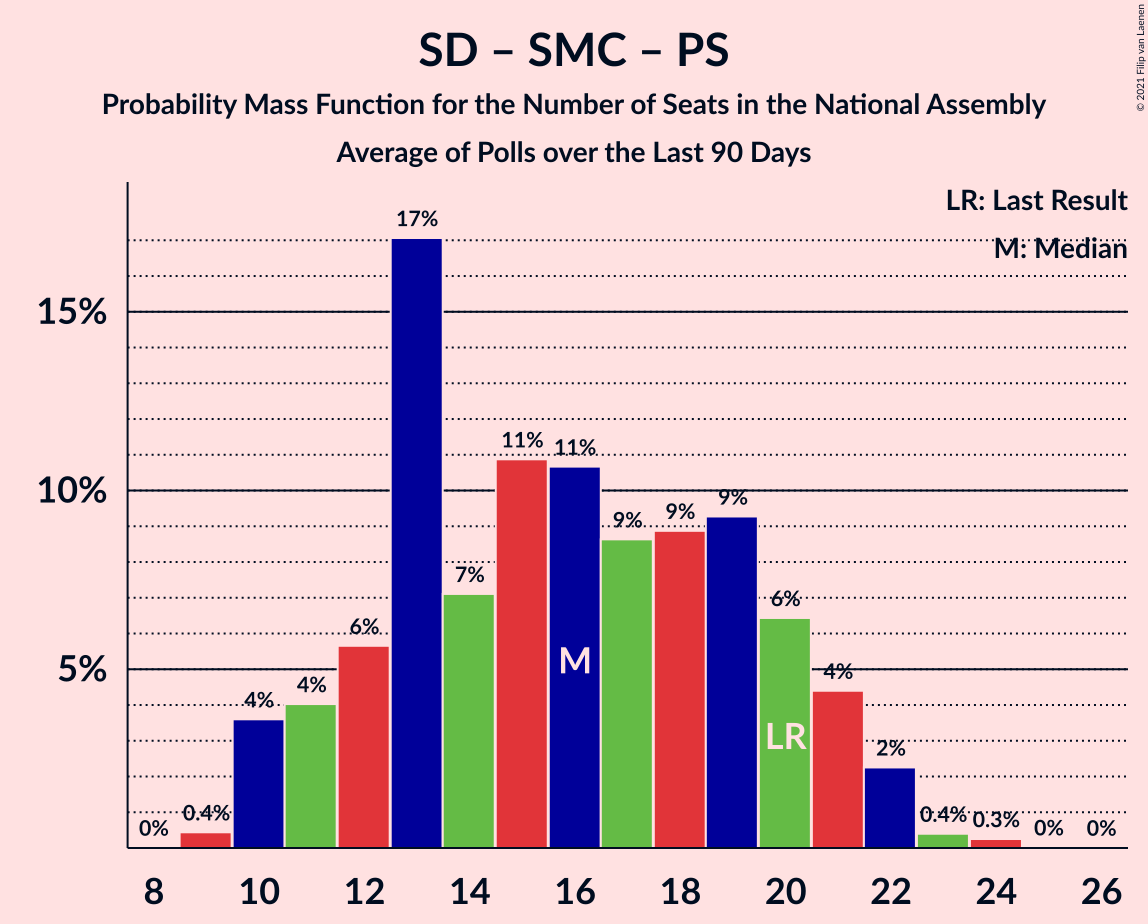 SD – SMC – PS
Probability Mass Function for the Number of Seats in the National Assembly
Average of Polls over the Last 90 Days
© 2021 Filip van Laenen
LR: Last Result
M: Median
15%
10%
5%
0%
0.4%
4%
4%
6%
17%
7%
11%
11%
9%
9%
9%
6%
4%
2%
0.4%
0.3%
0%
0%
M
LR
8 10 12 14 16 18 20 22 24 26